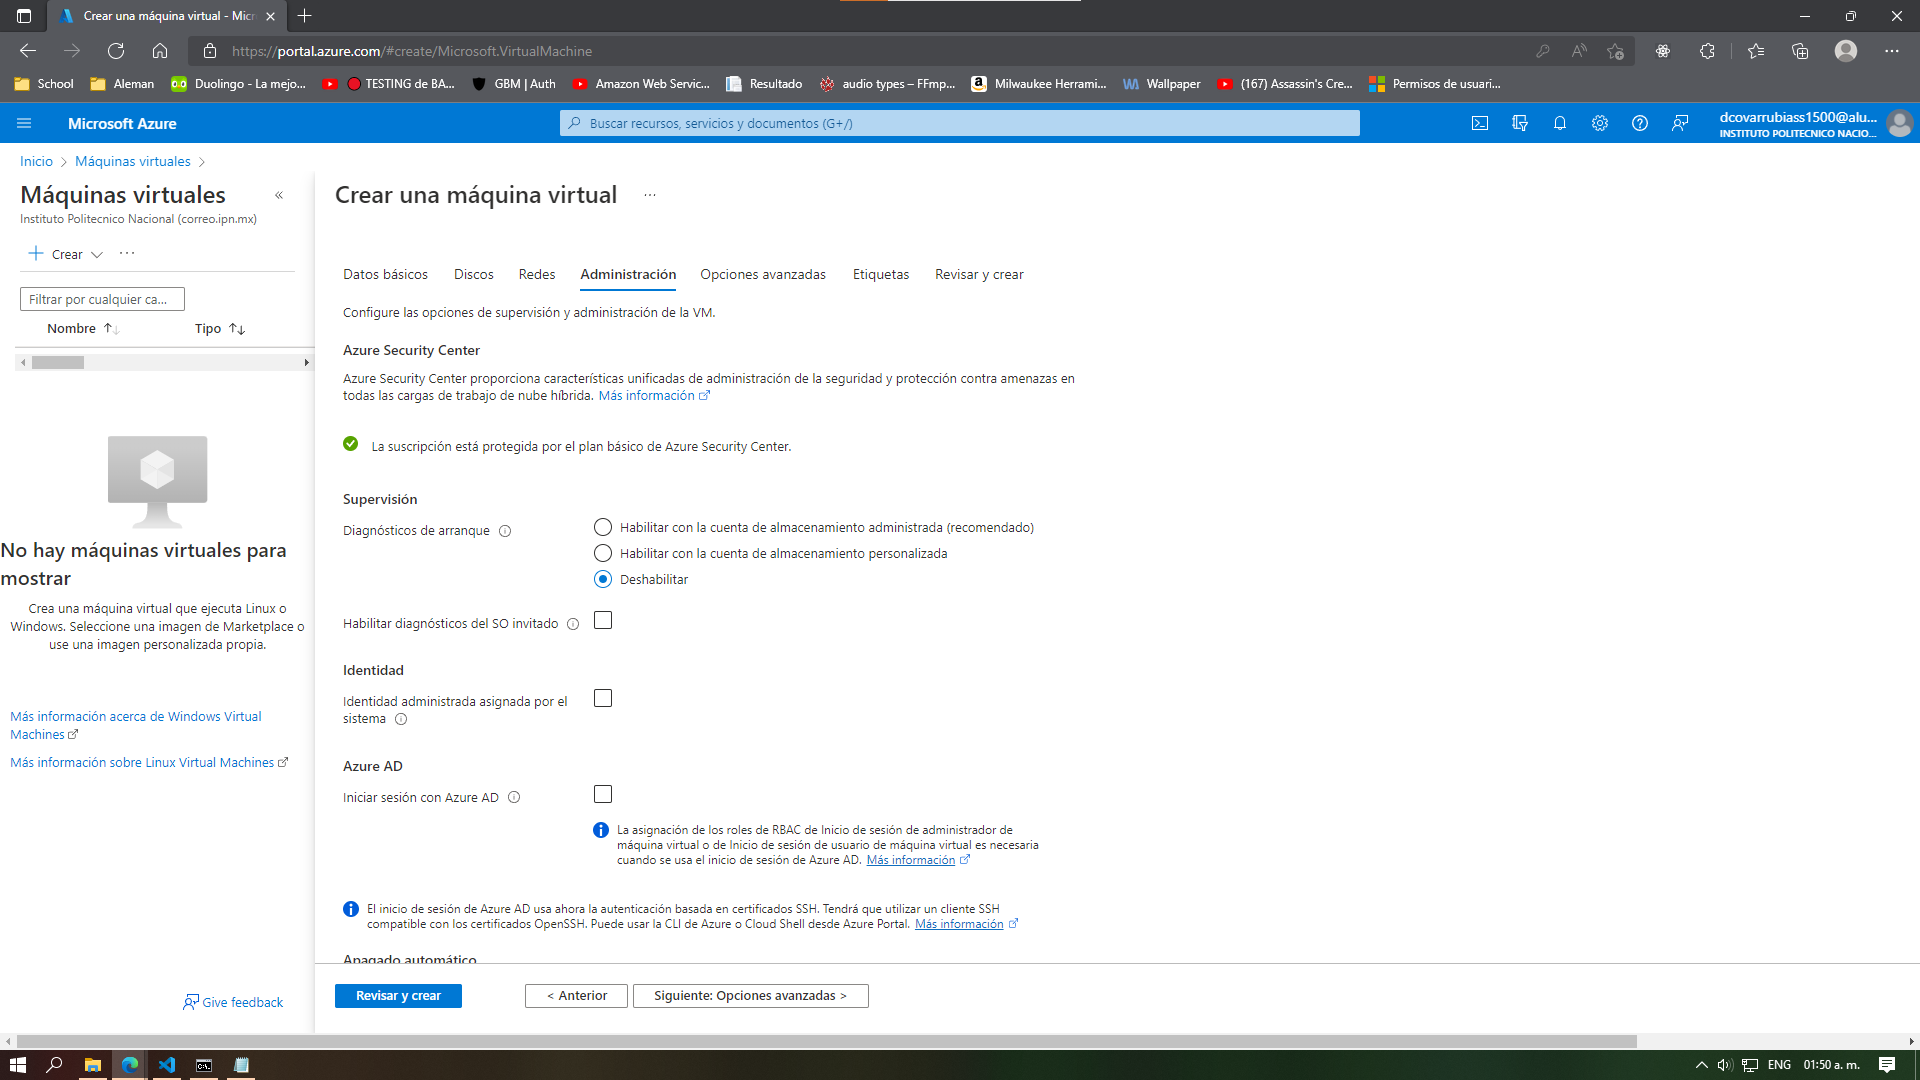 Crear una máquina virtual - Micr
https://portal.azure.com/#create/Microsoft.VirtualMachine
School
Aleman
Duolingo - La mejo...
TESTING de BA...
GBM | Auth
Amazon Web Servic...
Resultado
audio types – FFmp...
Milwaukee Herrami...
Wallpaper
(167) Assassin's Cre...
Permisos de usuari...
Microsoft Azure
Buscar recursos, servicios y documentos (G+/)
dcovarrubiass1500@alu...
INSTITUTO POLITECNICO NACIO...
Inicio
Máquinas virtuales
Máquinas virtuales
Instituto Politecnico Nacional (correo.ipn.mx)
Crear
Filtrar por cualquier ca...
Nombre
Tipo
No hay máquinas virtuales para
mostrar
Crea una máquina virtual que ejecuta Linux o
Windows. Seleccione una imagen de Marketplace o
use una imagen personalizada propia.
Más información acerca de Windows Virtual
Machines
Más información sobre Linux Virtual Machines
Give feedback
Crear una máquina virtual
Datos básicos
Discos
Redes
Administración
Opciones avanzadas
Etiquetas
Revisar y crear
Configure las opciones de supervisión y administración de la VM.
Azure Security Center
Azure Security Center proporciona características unificadas de administración de la seguridad y protección contra amenazas en
todas las cargas de trabajo de nube híbrida. Más información
La suscripción está protegida por el plan básico de Azure Security Center.
Supervisión
Diagnósticos de arranque
Habilitar con la cuenta de almacenamiento administrada (recomendado)
Habilitar con la cuenta de almacenamiento personalizada
Deshabilitar
Habilitar diagnósticos del SO invitado
Identidad
Identidad administrada asignada por el
sistema
Azure AD
Iniciar sesión con Azure AD
La asignación de los roles de RBAC de Inicio de sesión de administrador de
máquina virtual o de Inicio de sesión de usuario de máquina virtual es necesaria
cuando se usa el inicio de sesión de Azure AD. Más información
El inicio de sesión de Azure AD usa ahora la autenticación basada en certificados SSH. Tendrá que utilizar un cliente SSH
compatible con los certificados OpenSSH. Puede usar la CLI de Azure o Cloud Shell desde Azure Portal. Más información
Apagado automático
Revisar y crear
< Anterior
Siguiente: Opciones avanzadas >
ENG
01:50 a. m.